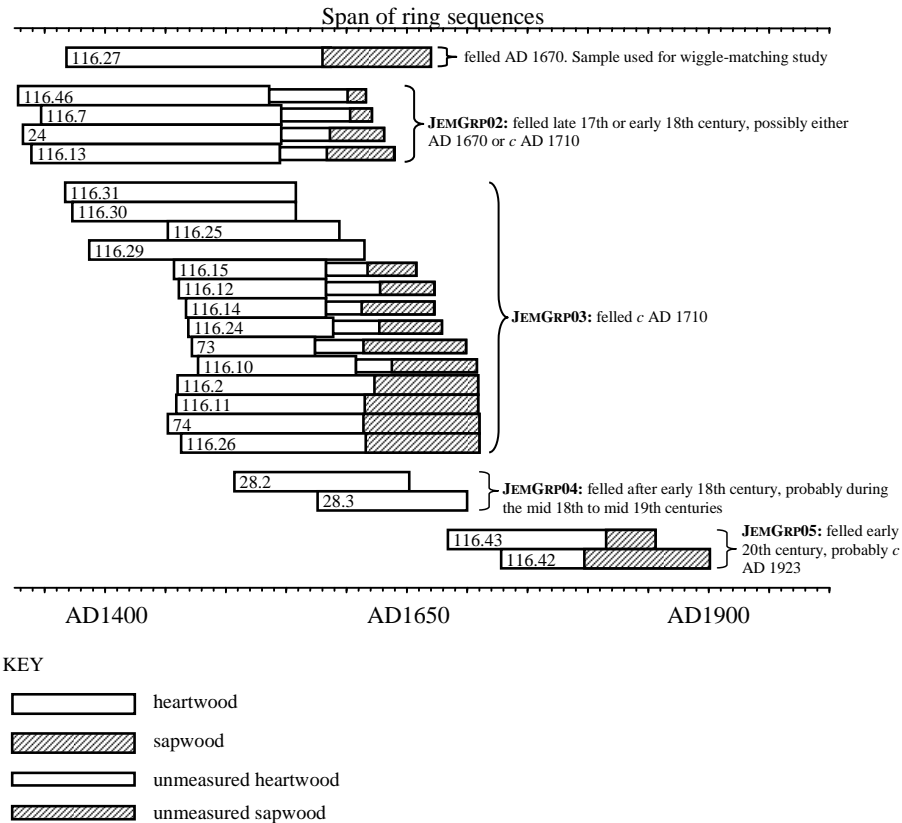 Span of ring sequences
116.27
felled AD 1670. Sample used for wiggle-matching study
116.46
116.7
24
116.13
JEMGRP02: felled late 17th or early 18th century, possibly either
AD 1670 or c AD 1710
116.31
116.30
116.25
116.29
116.15
116.12
116.14
116.24
73
116.10
116.2
116.11
74
116.26
JEMGRP03: felled c AD 1710
28.2
28.3
JEMGRP04: felled after early 18th century, probably during
the mid 18th to mid 19th centuries
116.43
116.42
JEMGRP05: felled early
20th century, probably c
AD 1923
AD1400 AD1650 AD1900
KEY
heartwood
sapwood
unmeasured heartwood
unmeasured sapwood